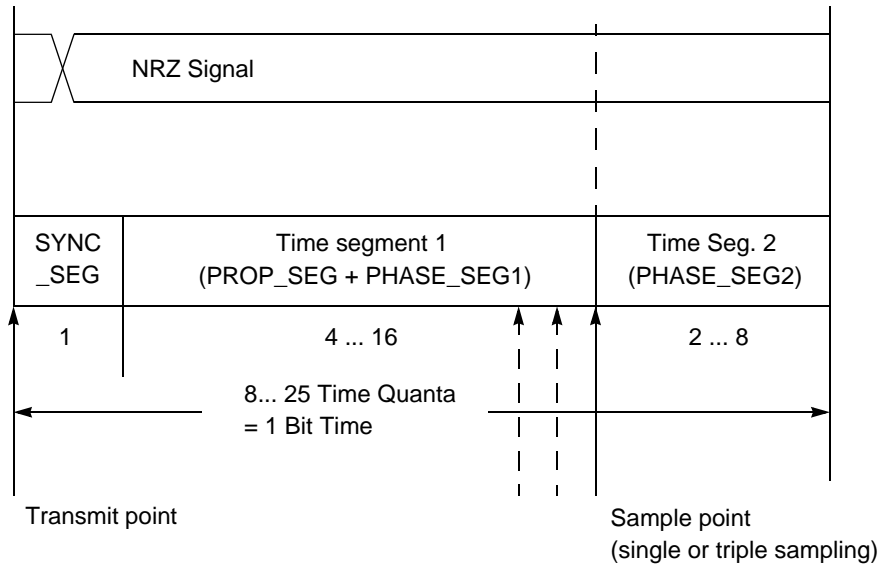 NRZ Signal
SYNC
_SEG
Time segment 1
(PROP_SEG + PHASE_SEG1)
Time Seg. 2
(PHASE_SEG2)
1
4 ... 16
2 ... 8
8... 25 Time Quanta
= 1 Bit Time
Transmit point
Sample point
(single or triple sampling)